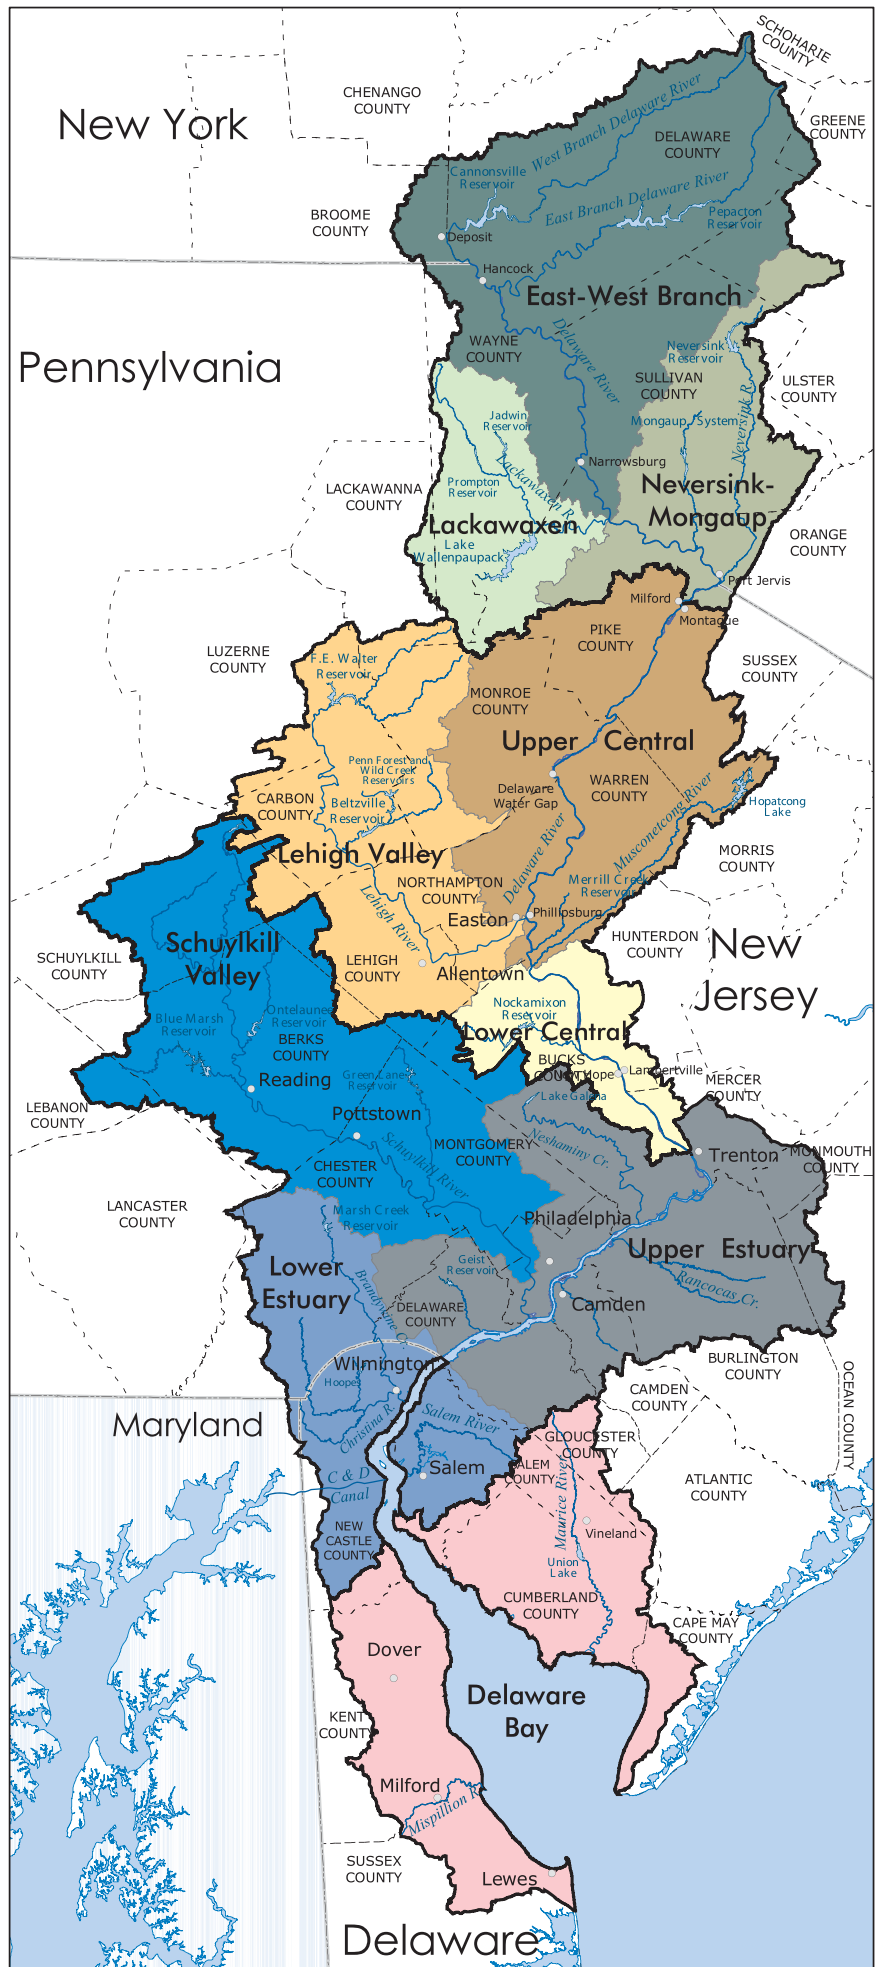 SCHOHARIE
COUNTY
New York
CHENANGO
COUNTY
West Branch Delaware River
GREENE
COUNTY
DELAWARE
COUNTY
Cannonsville
Reservoir
East Branch Delaware River
BROOME
COUNTY
Pepacton
Reservoir
Deposit
Hancock
East-West Branch
Pennsylvania
WAYNE
COUNTY
Delaware River
Neversink
Reservoir
SULLIVAN
COUNTY
ULSTER
COUNTY
Jadwin
Reservoir
Mongaup System
Neversink R.
Narrowsburg
Lackawaxen R.
LACKAWANNA
COUNTY
Prompton
Reservoir
Neversink-
Mongaup
Lackawaxen
Lake
Wallenpaupack
ORANGE
COUNTY
Port Jervis
Milford
Montague
PIKE
COUNTY
LUZERNE
COUNTY
F.E. Walter
Reservoir
SUSSEX
COUNTY
MONROE
COUNTY
Upper Central
Penn Forest and
Wild Creek
Reservoirs
Delaware
Water Gap
WARREN
COUNTY
CARBON
COUNTY
Beltzville
Reservoir
Hopatcong
Lake
Musconetcong River
Lehigh Valley
Delaware River
MORRIS
COUNTY
NORTHAMPTON
COUNTY
Merrill Creek
Reservoir
Lehigh River
Easton
Phillipsburg
Schuylkill
Valley
HUNTERDON
COUNTY
New
Jersey
SCHUYLKILL
COUNTY
LEHIGH
COUNTY
Allentown
Nockamixon
Reservoir
Blue Marsh
Reservoir
Ontelaunee
Reservoir
Lower Central
BERKS
COUNTY
BUCKS
COUNTY
New Hope
Lambertville
Green Lane
Reservoir
Reading
MERCER
COUNTY
Lake Galena
LEBANON
COUNTY
Pottstown
Neshaminy Cr.
MONTGOMERY
COUNTY
Trenton
MONMOUTH
COUNTY
Schuylkill River
CHESTER
COUNTY
LANCASTER
COUNTY
Marsh Creek
Reservoir
Philadelphia
Upper Estuary
Lower
Estuary
Geist
Reservoir
Rancocas Cr.
Brandywine Cr.
DELAWARE
COUNTY
Camden
Wilmington
BURLINGTON
COUNTY
OCEAN COUNTY
Hoopes
CAMDEN
COUNTY
Maryland
Christina R.
Salem River
GLOUCESTER
COUNTY
Salem
SALEM
COUNTY
C & D
Canal
ATLANTIC
COUNTY
Maurice River
NEW
CASTLE
COUNTY
Vineland
Union
Lake
CUMBERLAND
COUNTY
CAPE MAY
COUNTY
Dover
Delaware
Bay
KENT
COUNTY
Milford
Mispillion R.
SUSSEX
COUNTY
Lewes
Delaware